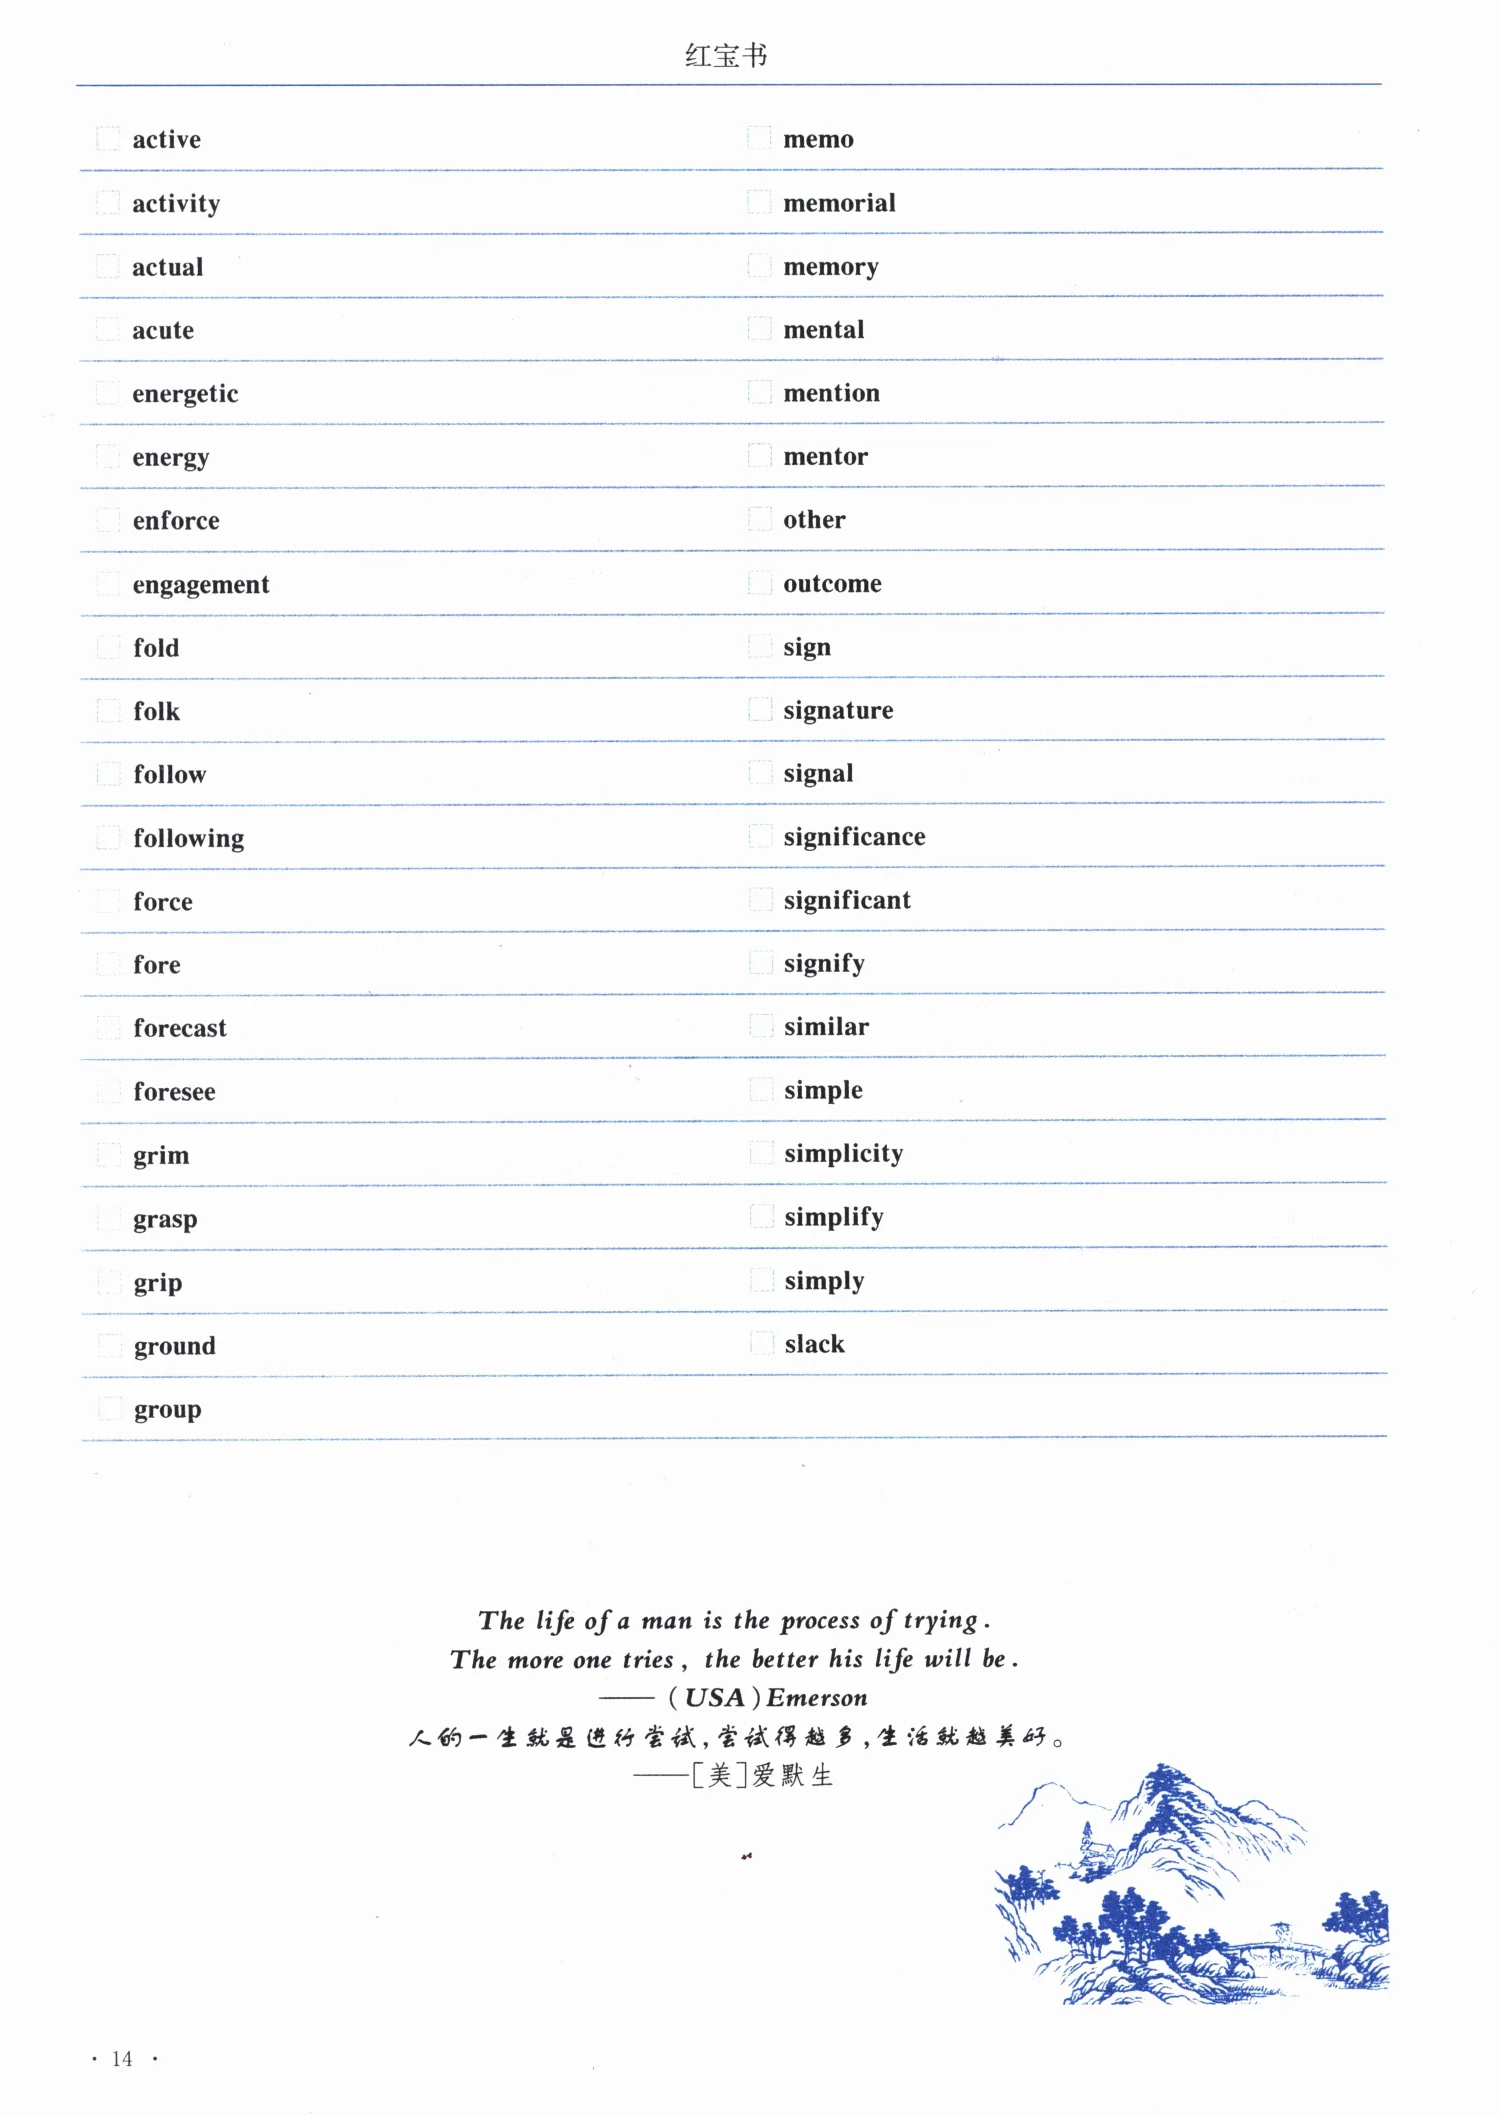 红宝书
active
memo
activity
memorial
actual
memory
acute
mental
energetic
mention
energy
mentor
enforce
other
engagement
outcome
fold
sign
folk
signature
follow
signal
following
significance
force
significant
fore
signify
forecast
similar
foresee
simple
grim
simplicity
grasp
simplify
grip
simply
ground
slack
group
The life of a man is the process of trying.
The more one tries, the better his life will be.
——(USA)Emerson
人的一生就是进行尝试,尝试得越多,生活就越美好。
——[美]爱默生
· 14 ·